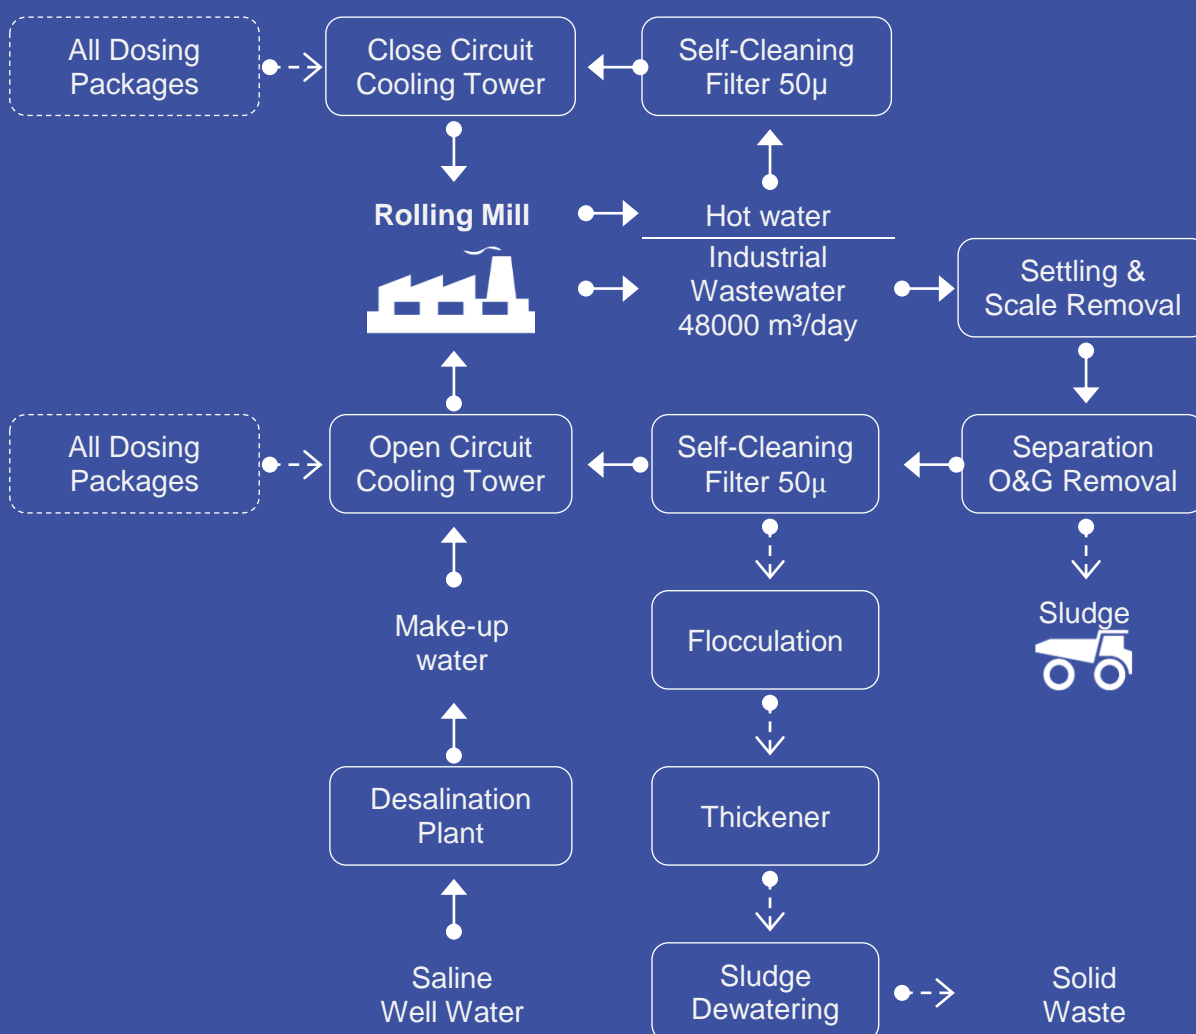 All Dosing
Packages
Close Circuit
Cooling Tower
Self-Cleaning
Filter 50μ
Rolling Mill
Hot water
Industrial
Wastewater
48000 m³/day
Settling &
Scale Removal
All Dosing
Packages
Open Circuit
Cooling Tower
Self-Cleaning
Filter 50μ
Separation
O&G Removal
Make-up
water
Flocculation
Sludge
Desalination
Plant
Thickener
Saline
Well Water
Sludge
Dewatering
Solid
Waste